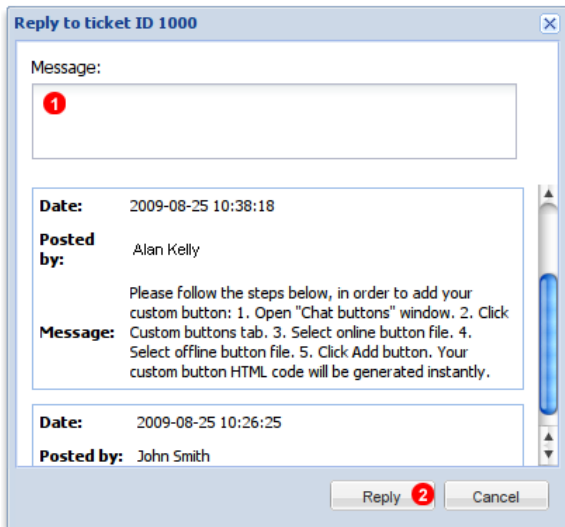 Reply to ticket ID 1000
Message:
1
Date: 2009-08-25 10:38:18
Posted by: Alan Kelly
Message: Please follow the steps below, in order to add your
custom button: 1. Open "Chat buttons" window. 2. Click
Custom buttons tab. 3. Select online button file. 4.
Select offline button file. 5. Click Add button. Your
custom button HTML code will be generated instantly.
Date: 2009-08-25 10:26:25
Posted by: John Smith
Reply 2 Cancel